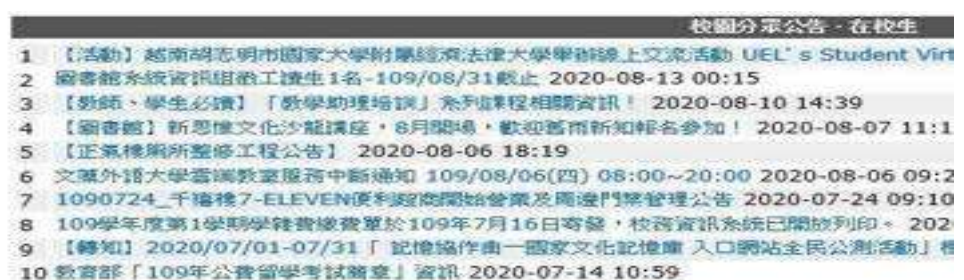 校園分眾公告 - 在校生
1 【活動】越南胡志明市國家大學附屬經濟法律大學舉辦線上交流活動 UEL's Student Virt
2 圖書館系統資訊組徵工讀生1名-109/08/31截止 2020-08-13 00:15
3 【教師、學生必讀】「教學助理培訓」系列課程相關資訊! 2020-08-10 14:39
4 【圖書館】新思惟文化沙龍講座,8月開場,歡迎舊雨新知報名參加! 2020-08-07 11:1
5 【正氣樓廁所整修工程公告】 2020-08-06 18:19
6 文藻外語大學雲端教室服務中斷通知 109/08/06(四) 08:00~20:00 2020-08-06 09:2
7 1090724_千禧樓7-ELEVEN便利超商開始營業及周邊門禁管理公告 2020-07-24 09:10
8 109學年度第1學期學雜費繳費單於109年7月16日寄發,校務資訊系統已開放列印。 202
9 【轉知】2020/07/01-07/31「 記憶協作曲—國家文化記憶庫 入口網站全民公測活動」
10 教育部「109年公費留學考試簡章」資訊 2020-07-14 10:59